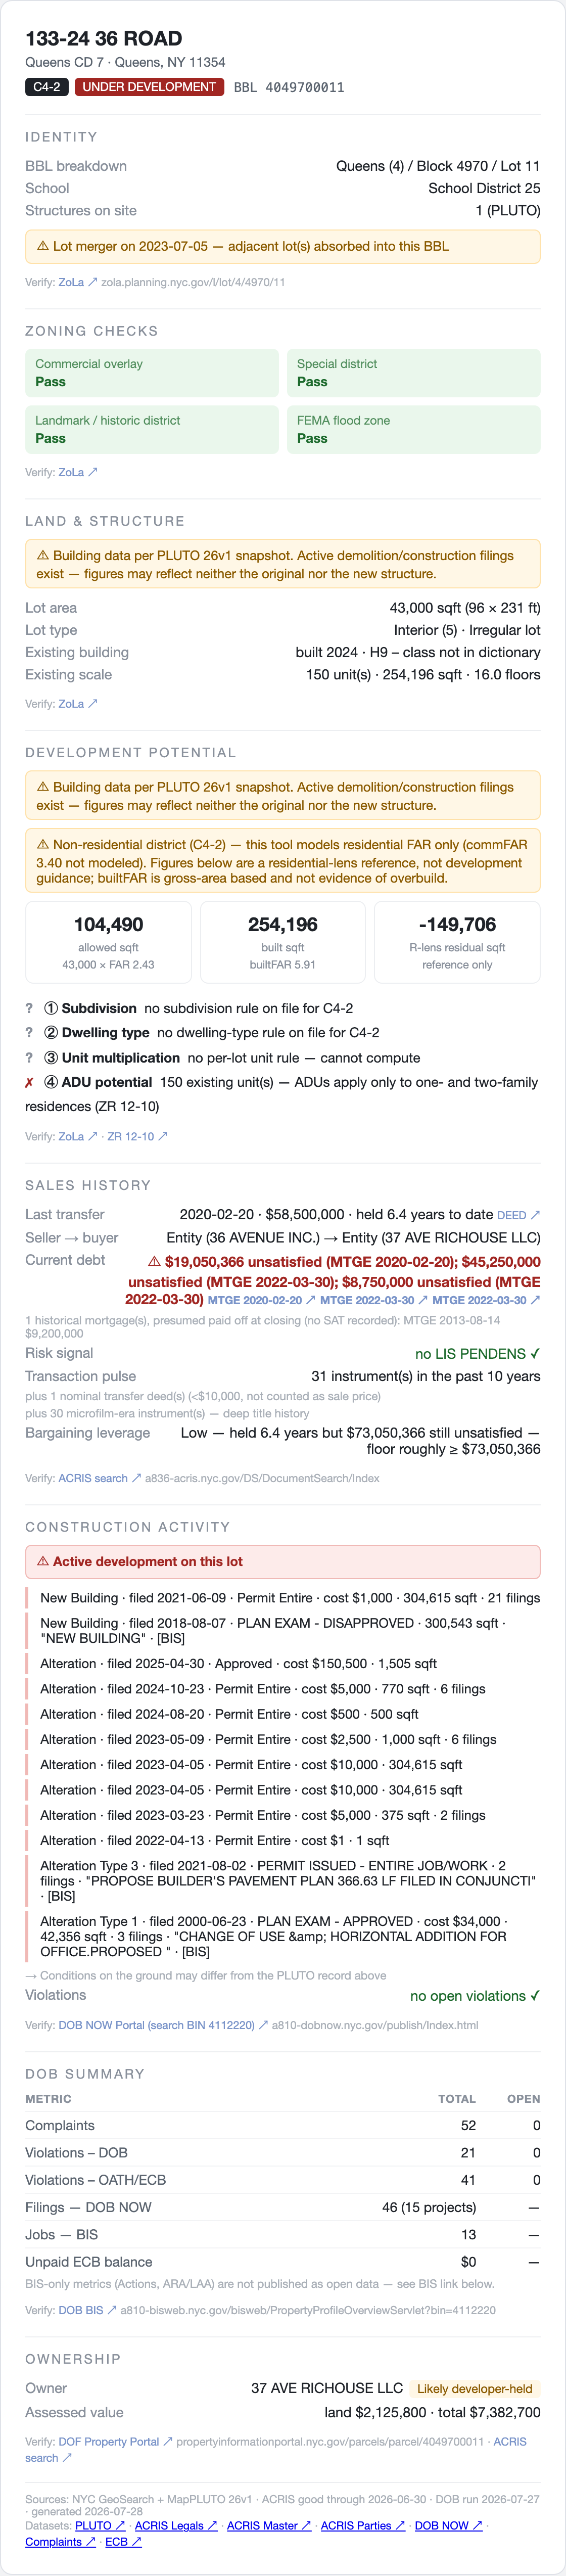 133-24 36 ROAD
Queens CD 7 · Queens, NY 11354
C4-2 UNDER DEVELOPMENT BBL 4049700011
IDENTITY
BBL breakdown Queens (4) / Block 4970 / Lot 11
School School District 25
Structures on site 1 (PLUTO)
⚠ Lot merger on 2023-07-05 — adjacent lot(s) absorbed into this BBL
Verify: ZoLa ↗ zola.planning.nyc.gov/l/lot/4/4970/11
ZONING CHECKS
Commercial overlay Special district
Pass Pass
Landmark / historic district FEMA flood zone
Pass Pass
Verify: ZoLa ↗
LAND & STRUCTURE
⚠ Building data per PLUTO 26v1 snapshot. Active demolition/construction filings
exist — figures may reflect neither the original nor the new structure.
Lot area 43,000 sqft (96 × 231 ft)
Lot type Interior (5) · Irregular lot
Existing building built 2024 · H9 – class not in dictionary
Existing scale 150 unit(s) · 254,196 sqft · 16.0 floors
Verify: ZoLa ↗
DEVELOPMENT POTENTIAL
⚠ Building data per PLUTO 26v1 snapshot. Active demolition/construction filings
exist — figures may reflect neither the original nor the new structure.
⚠ Non-residential district (C4-2) — this tool models residential FAR only (commFAR
3.40 not modeled). Figures below are a residential-lens reference, not development
guidance; builtFAR is gross-area based and not evidence of overbuild.
104,490 254,196 -149,706
allowed sqft built sqft R-lens residual sqft
43,000 × FAR 2.43 builtFAR 5.91 reference only
? ① Subdivision no subdivision rule on file for C4-2
? ② Dwelling type no dwelling-type rule on file for C4-2
? ③ Unit multiplication no per-lot unit rule — cannot compute
✗ ④ ADU potential 150 existing unit(s) — ADUs apply only to one- and two-family
residences (ZR 12-10)
Verify: ZoLa ↗ · ZR 12-10 ↗
SALES HISTORY
Last transfer 2020-02-20 · $58,500,000 · held 6.4 years to date DEED ↗
Seller → buyer Entity (36 AVENUE INC.) → Entity (37 AVE RICHOUSE LLC)
Current debt ⚠ $19,050,366 unsatisfied (MTGE 2020-02-20); $45,250,000
unsatisfied (MTGE 2022-03-30); $8,750,000 unsatisfied (MTGE
2022-03-30) MTGE 2020-02-20 ↗ MTGE 2022-03-30 ↗ MTGE 2022-03-30 ↗
1 historical mortgage(s), presumed paid off at closing (no SAT recorded): MTGE 2013-08-14
$9,200,000
Risk signal no LIS PENDENS ✓
Transaction pulse 31 instrument(s) in the past 10 years
plus 1 nominal transfer deed(s) (<$10,000, not counted as sale price)
plus 30 microfilm-era instrument(s) — deep title history
Bargaining leverage Low — held 6.4 years but $73,050,366 still unsatisfied —
floor roughly ≥ $73,050,366
Verify: ACRIS search ↗ a836-acris.nyc.gov/DS/DocumentSearch/Index
CONSTRUCTION ACTIVITY
⚠ Active development on this lot
New Building · filed 2021-06-09 · Permit Entire · cost $1,000 · 304,615 sqft · 21 filings
New Building · filed 2018-08-07 · PLAN EXAM - DISAPPROVED · 300,543 sqft ·
"NEW BUILDING" · [BIS]
Alteration · filed 2025-04-30 · Approved · cost $150,500 · 1,505 sqft
Alteration · filed 2024-10-23 · Permit Entire · cost $5,000 · 770 sqft · 6 filings
Alteration · filed 2024-08-20 · Permit Entire · cost $500 · 500 sqft
Alteration · filed 2023-05-09 · Permit Entire · cost $2,500 · 1,000 sqft · 6 filings
Alteration · filed 2023-04-05 · Permit Entire · cost $10,000 · 304,615 sqft
Alteration · filed 2023-04-05 · Permit Entire · cost $10,000 · 304,615 sqft
Alteration · filed 2023-03-23 · Permit Entire · cost $5,000 · 375 sqft · 2 filings
Alteration · filed 2022-04-13 · Permit Entire · cost $1 · 1 sqft
Alteration Type 3 · filed 2021-08-02 · PERMIT ISSUED - ENTIRE JOB/WORK · 2
filings · "PROPOSE BUILDER'S PAVEMENT PLAN 366.63 LF FILED IN CONJUNCTI"
· [BIS]
Alteration Type 1 · filed 2000-06-23 · PLAN EXAM - APPROVED · cost $34,000 ·
42,356 sqft · 3 filings · "CHANGE OF USE &amp; HORIZONTAL ADDITION FOR
OFFICE.PROPOSED " · [BIS]
→ Conditions on the ground may differ from the PLUTO record above
Violations no open violations ✓
Verify: DOB NOW Portal (search BIN 4112220) ↗ a810-dobnow.nyc.gov/publish/Index.html
DOB SUMMARY
METRIC TOTAL OPEN
Complaints 52 0
Violations – DOB 21 0
Violations – OATH/ECB 41 0
Filings — DOB NOW 46 (15 projects) —
Jobs — BIS 13 —
Unpaid ECB balance $0 —
BIS-only metrics (Actions, ARA/LAA) are not published as open data — see BIS link below.
Verify: DOB BIS ↗ a810-bisweb.nyc.gov/bisweb/PropertyProfileOverviewServlet?bin=4112220
OWNERSHIP
Owner 37 AVE RICHOUSE LLC Likely developer-held
Assessed value land $2,125,800 · total $7,382,700
Verify: DOF Property Portal ↗ propertyinformationportal.nyc.gov/parcels/parcel/4049700011 · ACRIS
search ↗
Sources: NYC GeoSearch + MapPLUTO 26v1 · ACRIS good through 2026-06-30 · DOB run 2026-07-27
· generated 2026-07-28
Datasets: PLUTO ↗ · ACRIS Legals ↗ · ACRIS Master ↗ · ACRIS Parties ↗ · DOB NOW ↗ ·
Complaints ↗ · ECB ↗